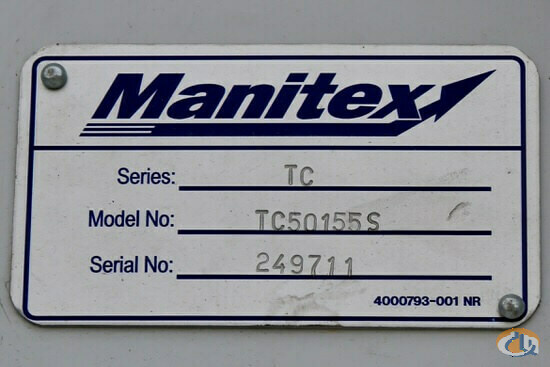 Manitex
Series: TC
Model No: TC50155S
Serial No: 249711
4000793-001 NR